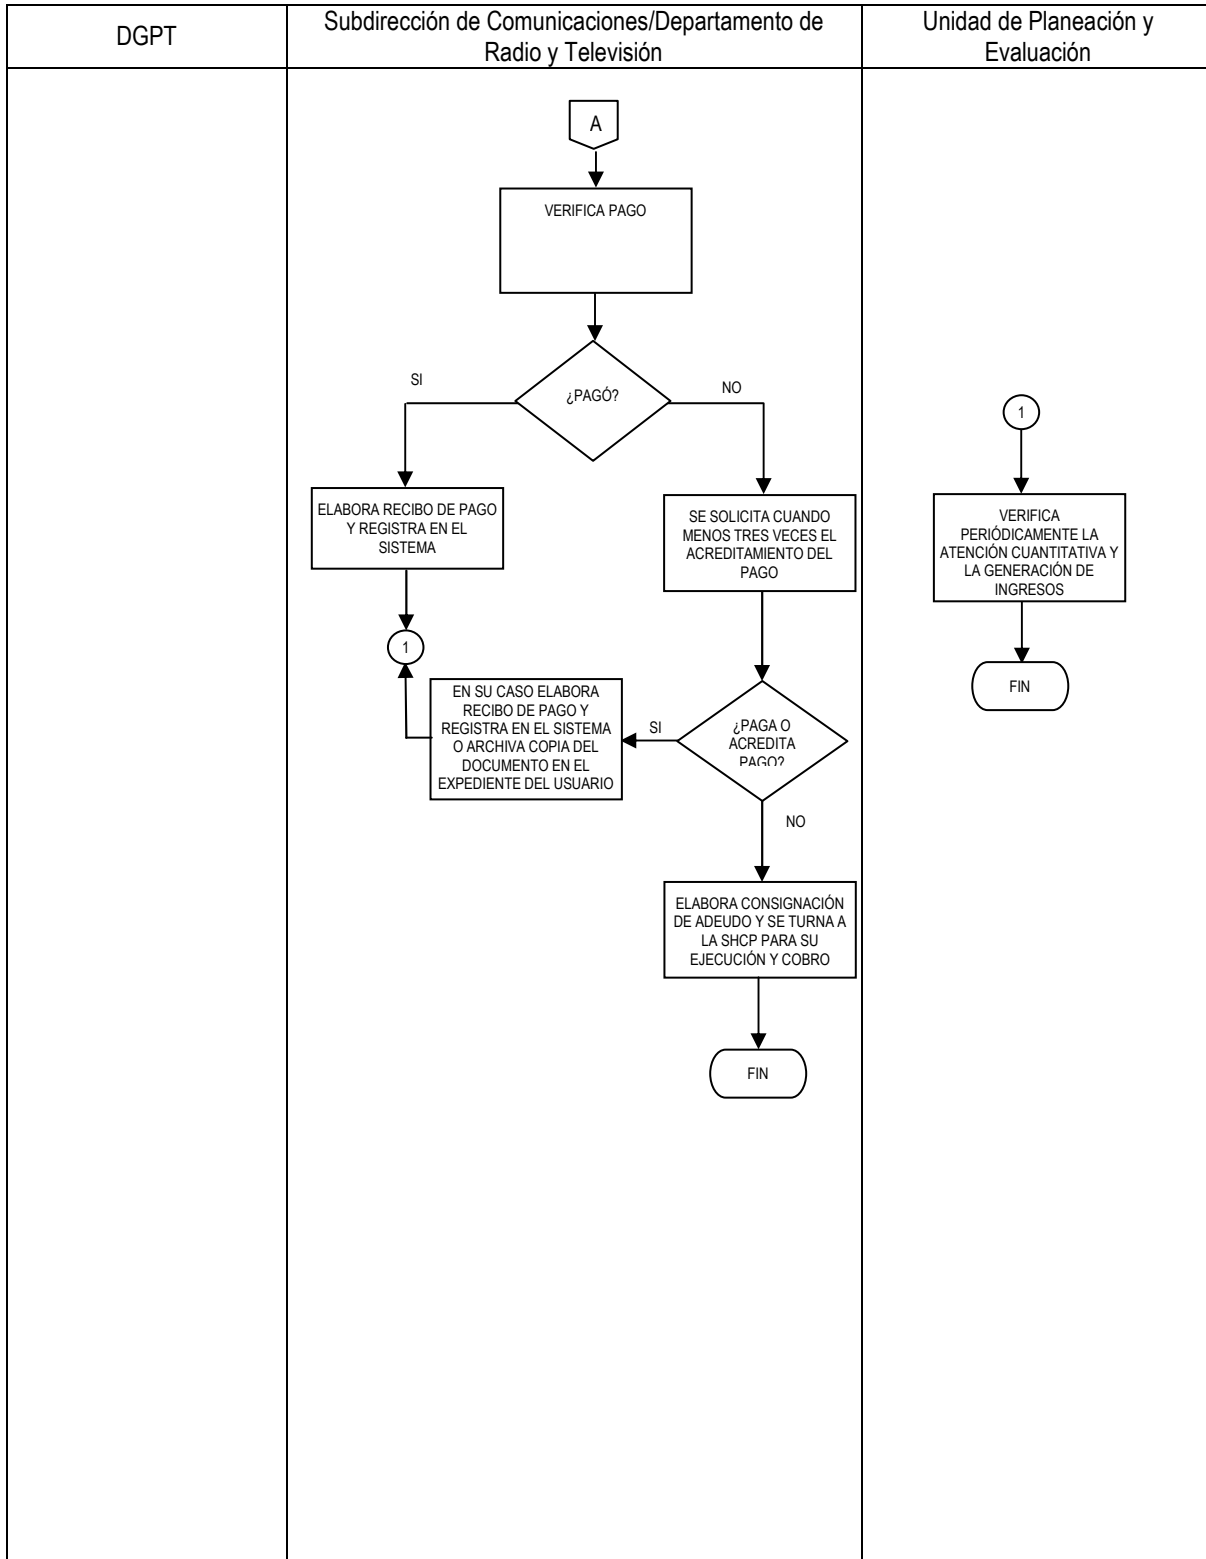 DGPT
Subdirección de Comunicaciones/Departamento de
Radio y Televisión
Unidad de Planeación y
Evaluación
A
VERIFICA PAGO
¿PAGÓ?
SI
NO
ELABORA RECIBO DE PAGO
Y REGISTRA EN EL
SISTEMA
1
SE SOLICITA CUANDO
MENOS TRES VECES EL
ACREDITAMIENTO DEL
PAGO
EN SU CASO ELABORA
RECIBO DE PAGO Y
REGISTRA EN EL SISTEMA
O ARCHIVA COPIA DEL
DOCUMENTO EN EL
EXPEDIENTE DEL USUARIO
SI
¿PAGA O
ACREDITA
PAGO?
NO
ELABORA CONSIGNACIÓN
DE ADEUDO Y SE TURNA A
LA SHCP PARA SU
EJECUCIÓN Y COBRO
FIN
1
VERIFICA
PERIÓDICAMENTE LA
ATENCIÓN CUANTITATIVA Y
LA GENERACIÓN DE
INGRESOS
FIN